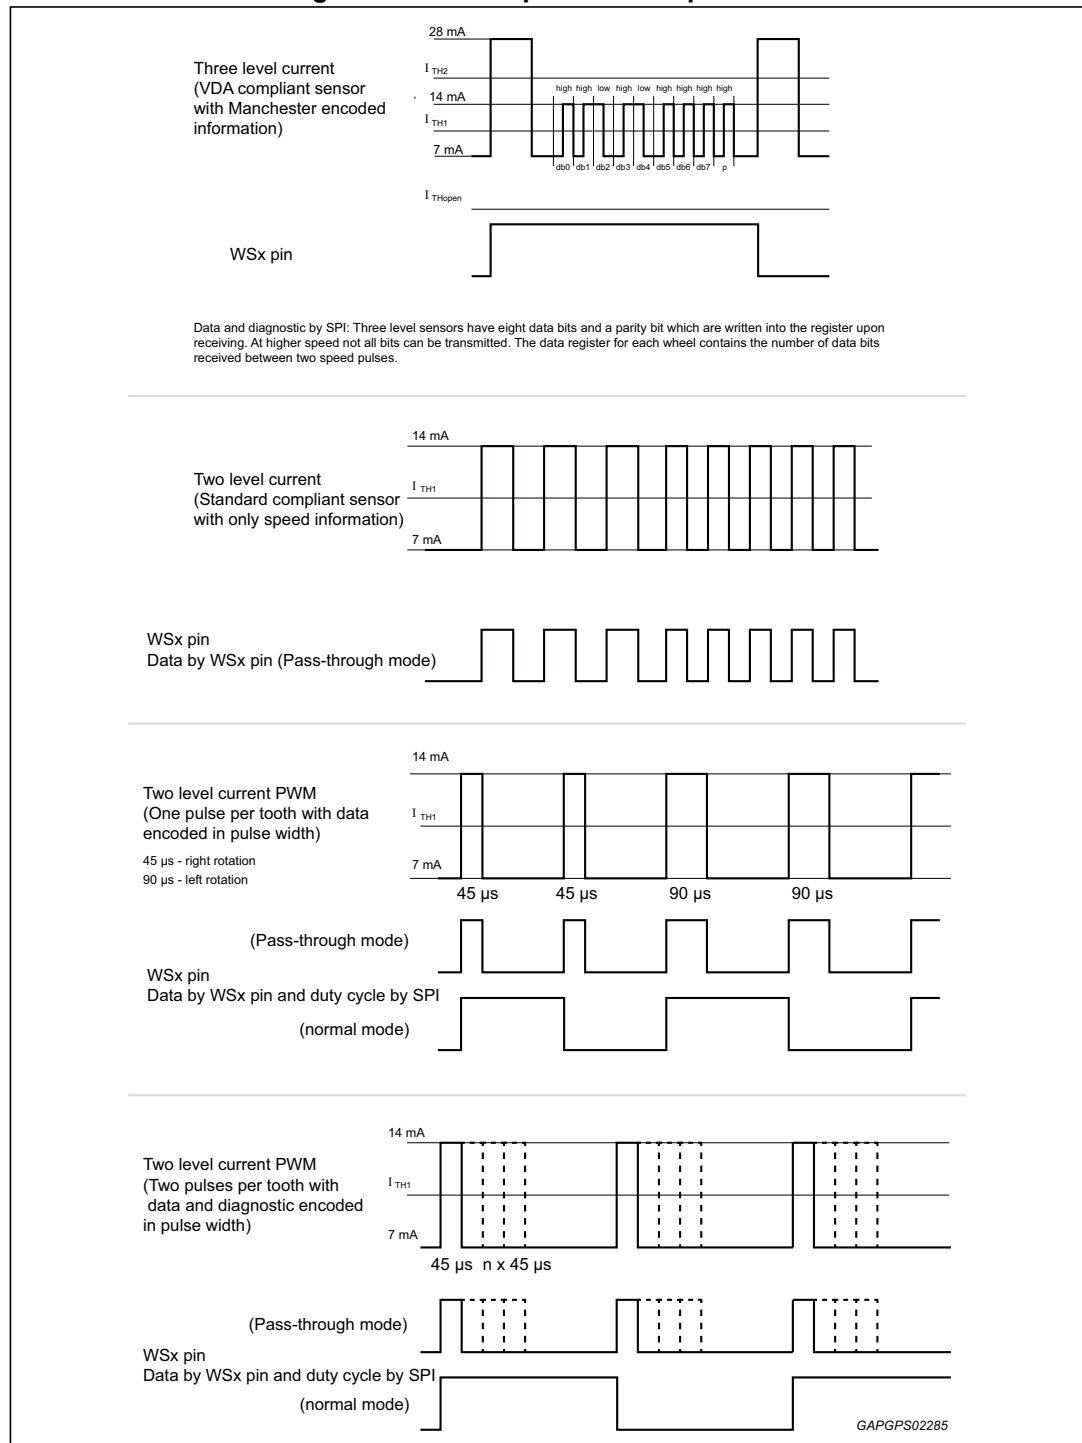 28 mA
Three level current
(VDA compliant sensor
with Manchester encoded
information)
I TH2
high high low high low high high high high
14 mA
I TH1
7 mA
db0 db1 db2 db3 db4 db5 db6 db7 p
I THopen
WSx pin
Data and diagnostic by SPI: Three level sensors have eight data bits and a parity bit which are written into the register upon
receiving. At higher speed not all bits can be transmitted. The data register for each wheel contains the number of data bits
received between two speed pulses.
14 mA
Two level current
(Standard compliant sensor
with only speed information)
I TH1
7 mA
WSx pin
Data by WSx pin (Pass-through mode)
14 mA
Two level current PWM
(One pulse per tooth with data
encoded in pulse width)
I TH1
45 µs - right rotation
90 µs - left rotation
7 mA
45 µs 45 µs 90 µs 90 µs
(Pass-through mode)
WSx pin
Data by WSx pin and duty cycle by SPI
(normal mode)
14 mA
Two level current PWM
(Two pulses per tooth with
data and diagnostic encoded
in pulse width)
I TH1
7 mA
45 µs n x 45 µs
(Pass-through mode)
WSx pin
Data by WSx pin and duty cycle by SPI
(normal mode)
GAPGPS02285